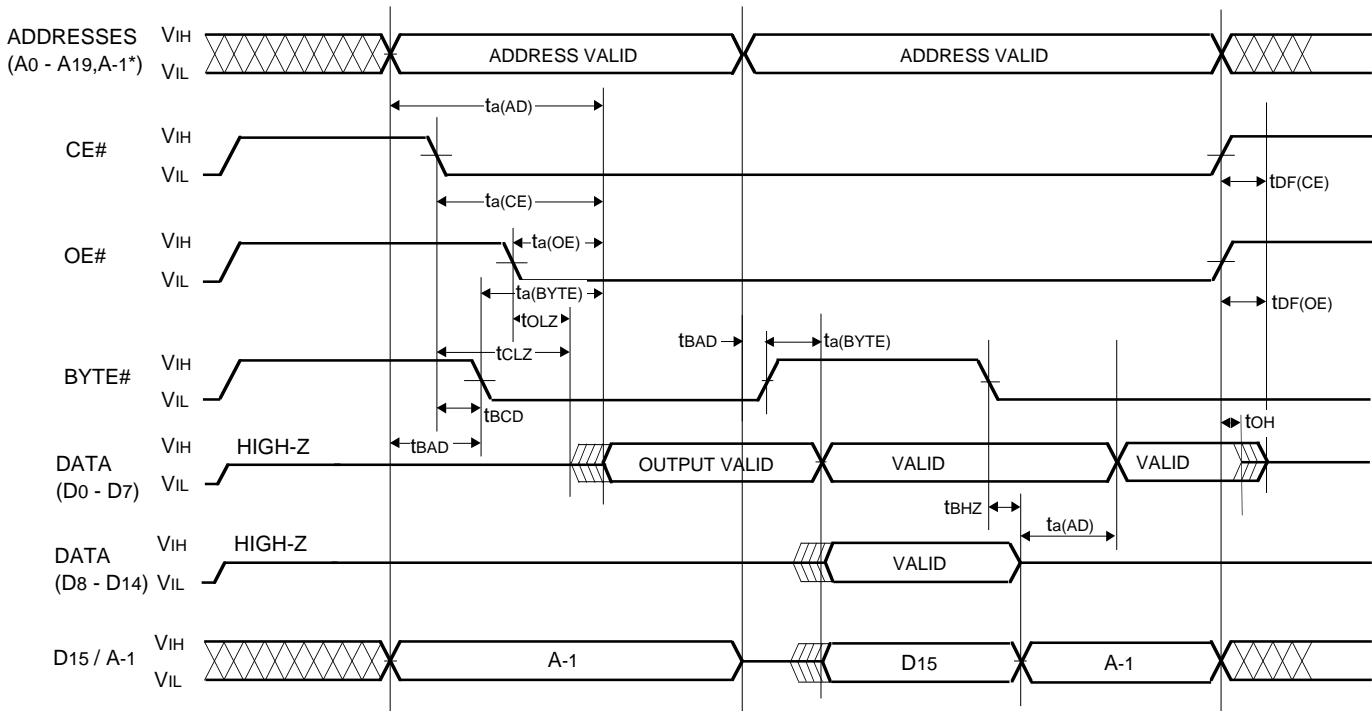 ADDRESSES
(A0 - A19,A-1*)
VIH
VIL
ADDRESS VALID
ADDRESS VALID
ta(AD)
CE#
VIH
VIL
tDF(CE)
ta(CE)
OE#
VIH
VIL
ta(OE)
tDF(OE)
ta(BYTE)
tOLZ
tBAD
ta(BYTE)
tCLZ
BYTE#
VIH
VIL
tBCD
tBAD
tOH
DATA
(D0 - D7)
VIH
VIL
HIGH-Z
OUTPUT VALID
VALID
VALID
tBHZ
ta(AD)
DATA
(D8 - D14)
VIH
VIL
HIGH-Z
VALID
D15 / A-1
VIH
VIL
A-1
D15
A-1